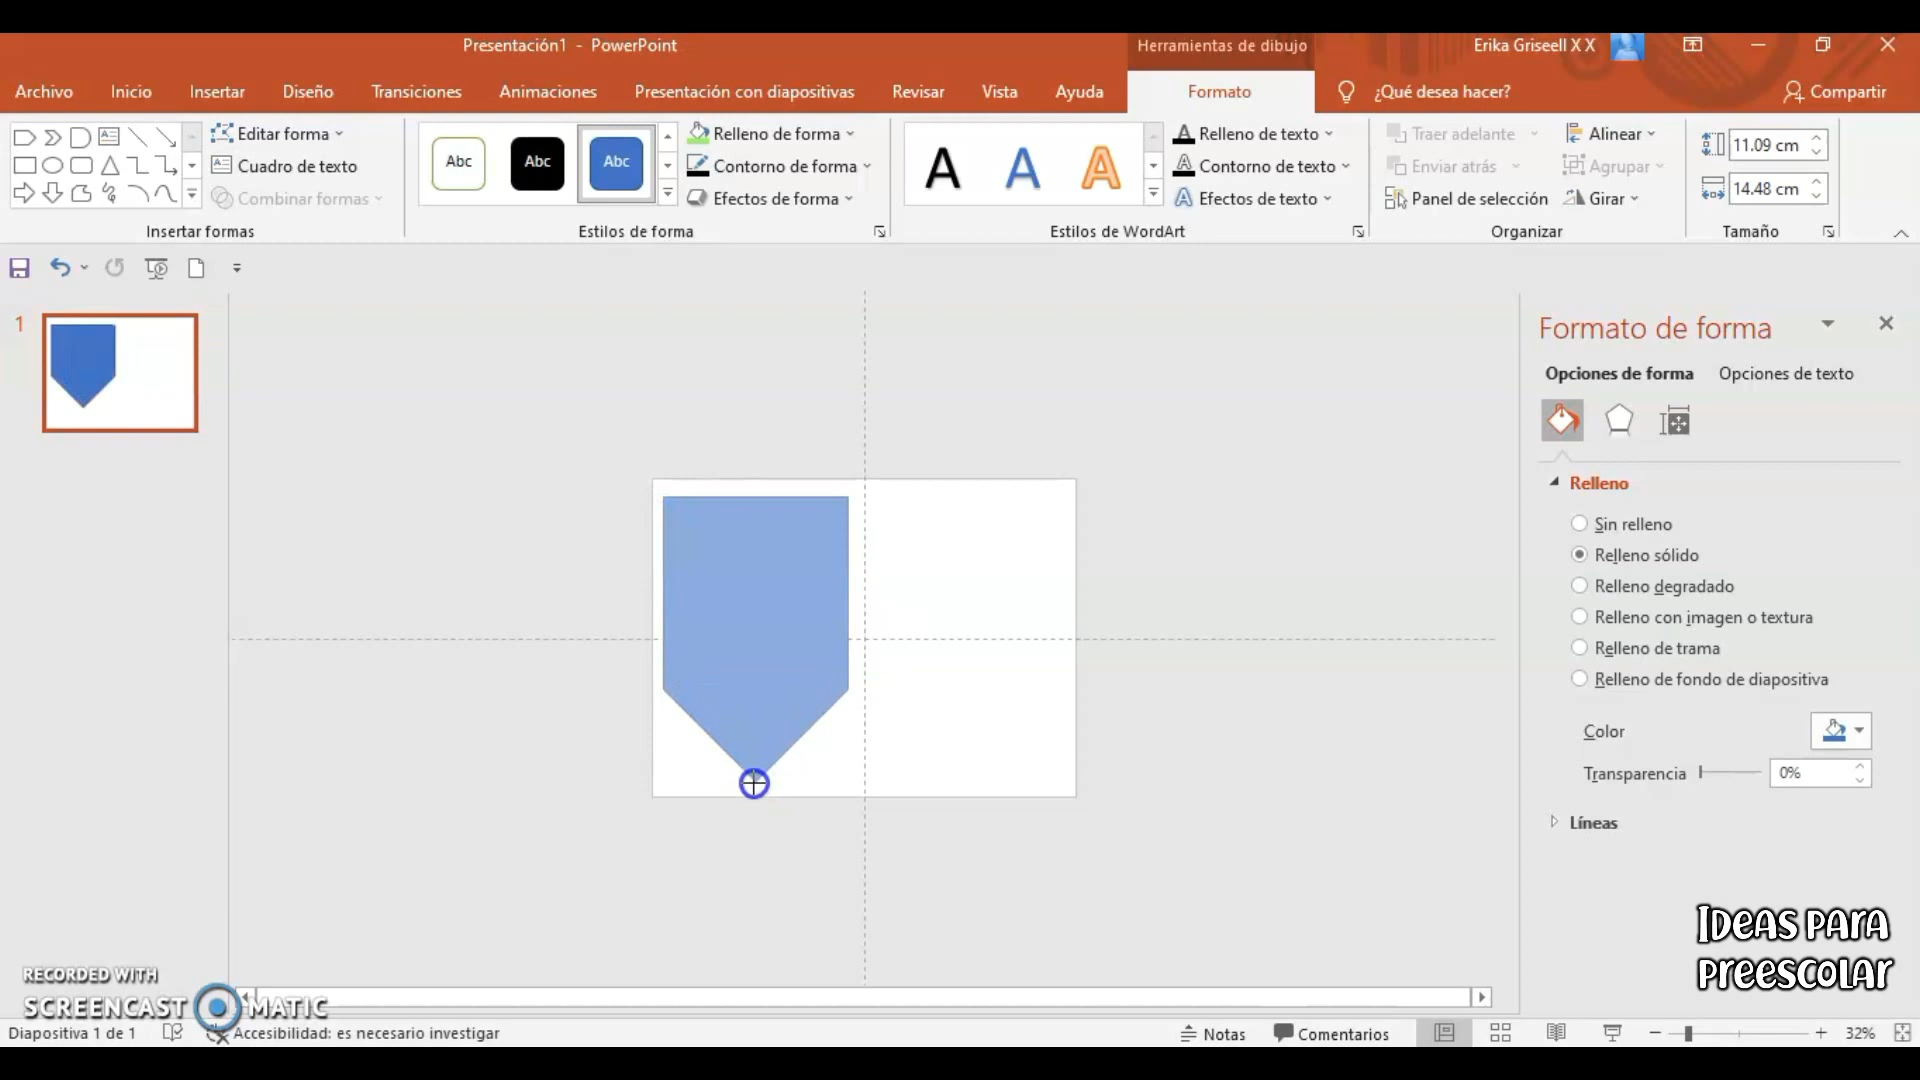 Presentación1 - PowerPoint
Herramientas de dibujo
Erika Griseell X X
Archivo Inicio Insertar Diseño Transiciones Animaciones Presentación con diapositivas Revisar Vista Ayuda Formato ¿Qué desea hacer? Compartir
Editar forma
Cuadro de texto
Combinar formas
Insertar formas
Abc Abc Abc
Relleno de forma
Contorno de forma
Efectos de forma
Estilos de forma
A A A
Relleno de texto
Contorno de texto
Efectos de texto
Estilos de WordArt
Traer adelante
Enviar atrás
Panel de selección
Alinear
Agrupar
Girar
Organizar
11.09 cm
14.48 cm
Tamaño
1
Formato de forma
Opciones de forma Opciones de texto
Relleno
Sin relleno
Relleno sólido
Relleno degradado
Relleno con imagen o textura
Relleno de trama
Relleno de fondo de diapositiva
Color
Transparencia 0%
Líneas
Ideas para
preescolar
RECORDED WITH
SCREENCAST MATIC
Diapositiva 1 de 1 Accesibilidad: es necesario investigar Notas Comentarios 32%